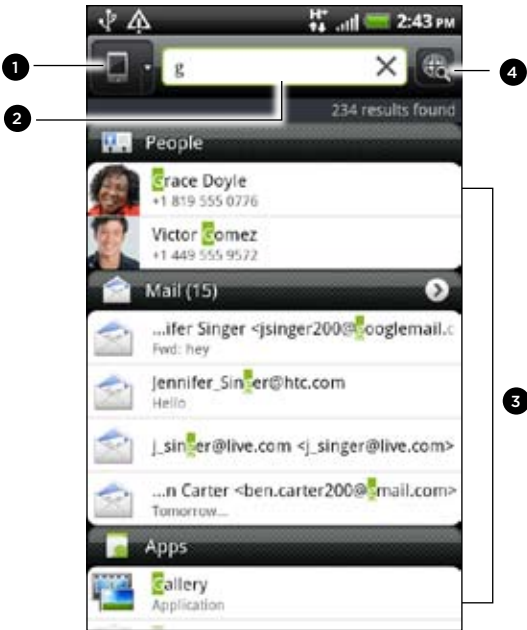 H+
2:43 PM
1
g
4
2
234 results found
People
Grace Doyle
+1 819 555 0776
Victor Gomez
+1 449 555 9572
Mail (15)
...ifer Singer <jsinger200@googlemail.c
Fwd: hey
Jennifer_Singer@htc.com
Hello
3
j_singer@live.com <j_singer@live.com>
...n Carter <ben.carter200@gmail.com>
Tomorrow...
Apps
Gallery
Application